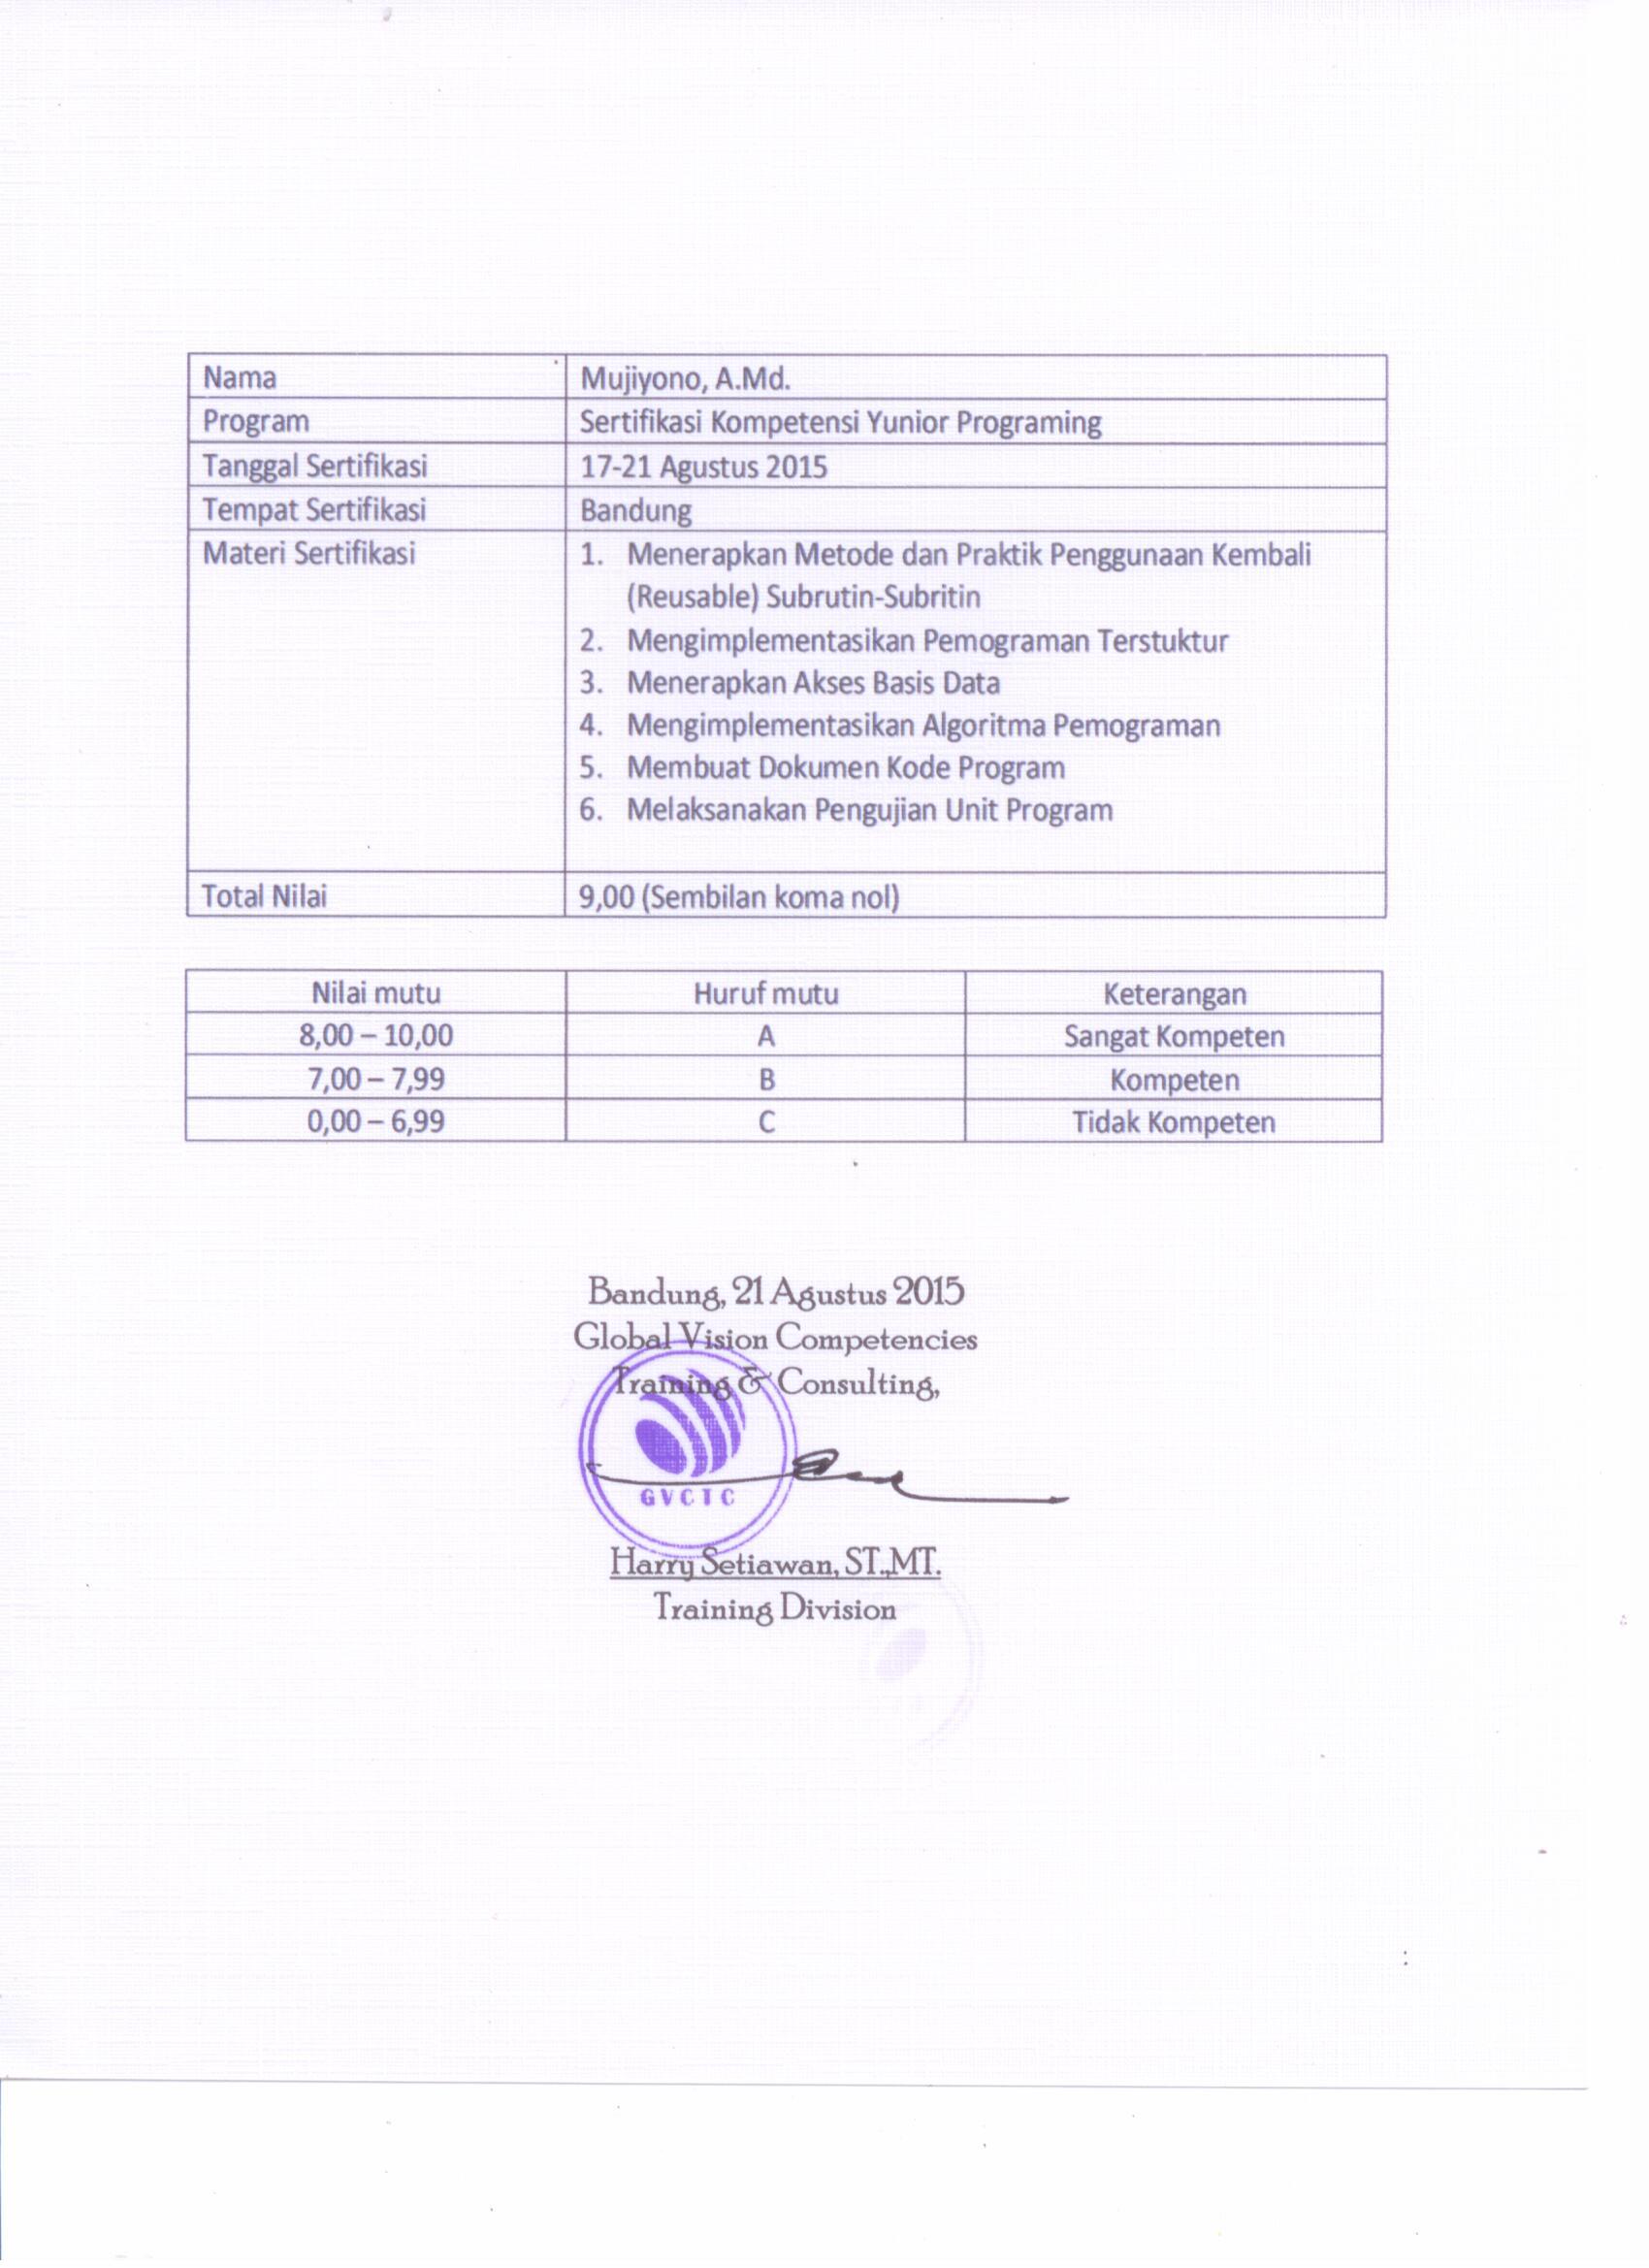 Nama Mujiyono, A.Md.
Program Sertifikasi Kompetensi Yunior Programing
Tanggal Sertifikasi 17-21 Agustus 2015
Tempat Sertifikasi Bandung
Materi Sertifikasi 1. Menerapkan Metode dan Praktik Penggunaan Kembali
(Reusable) Subrutin-Subritin
2. Mengimplementasikan Pemograman Terstuktur
3. Menerapkan Akses Basis Data
4. Mengimplementasikan Algoritma Pemograman
5. Membuat Dokumen Kode Program
6. Melaksanakan Pengujian Unit Program
Total Nilai 9,00 (Sembilan koma nol)
Nilai mutu Huruf mutu Keterangan
8,00 – 10,00 A Sangat Kompeten
7,00 – 7,99 B Kompeten
0,00 – 6,99 C Tidak Kompeten
Bandung, 21 Agustus 2015
Global Vision Competencies
Training & Consulting,
GVCTC
Harry Setiawan, ST.,MT.
Training Division